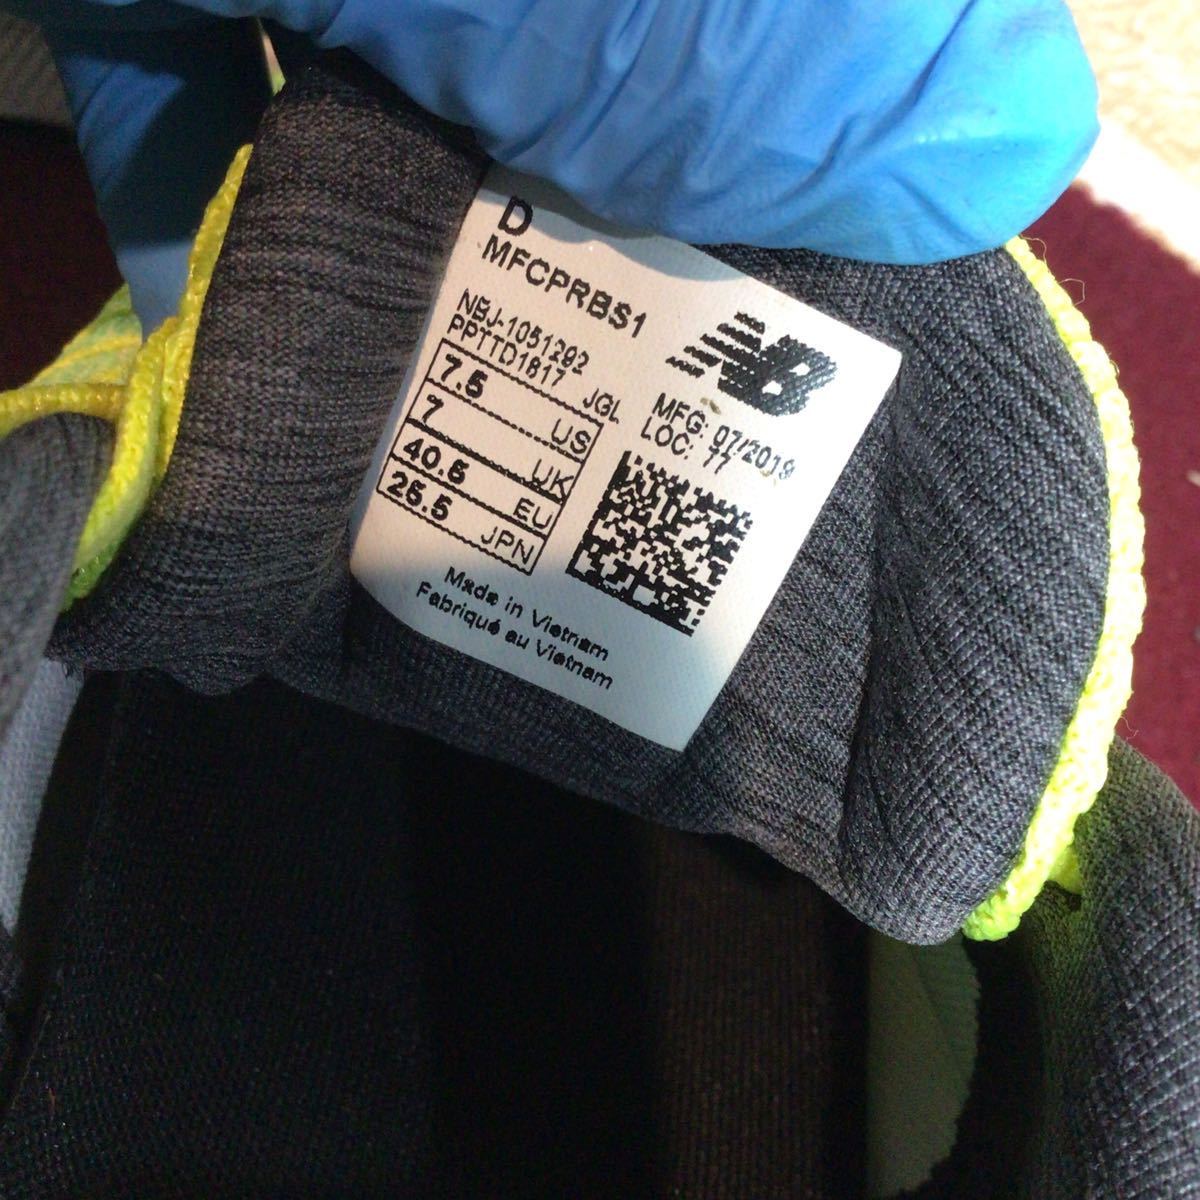 D
MFCPRBS1
NBJ-1051292
PPTTD1817 JGL
7.5 US
7 UK
40.5 EU
25.5 JPN
NB
MFG: 07/2019
LOC: 77
Made in Vietnam
Fabriqué au Vietnam